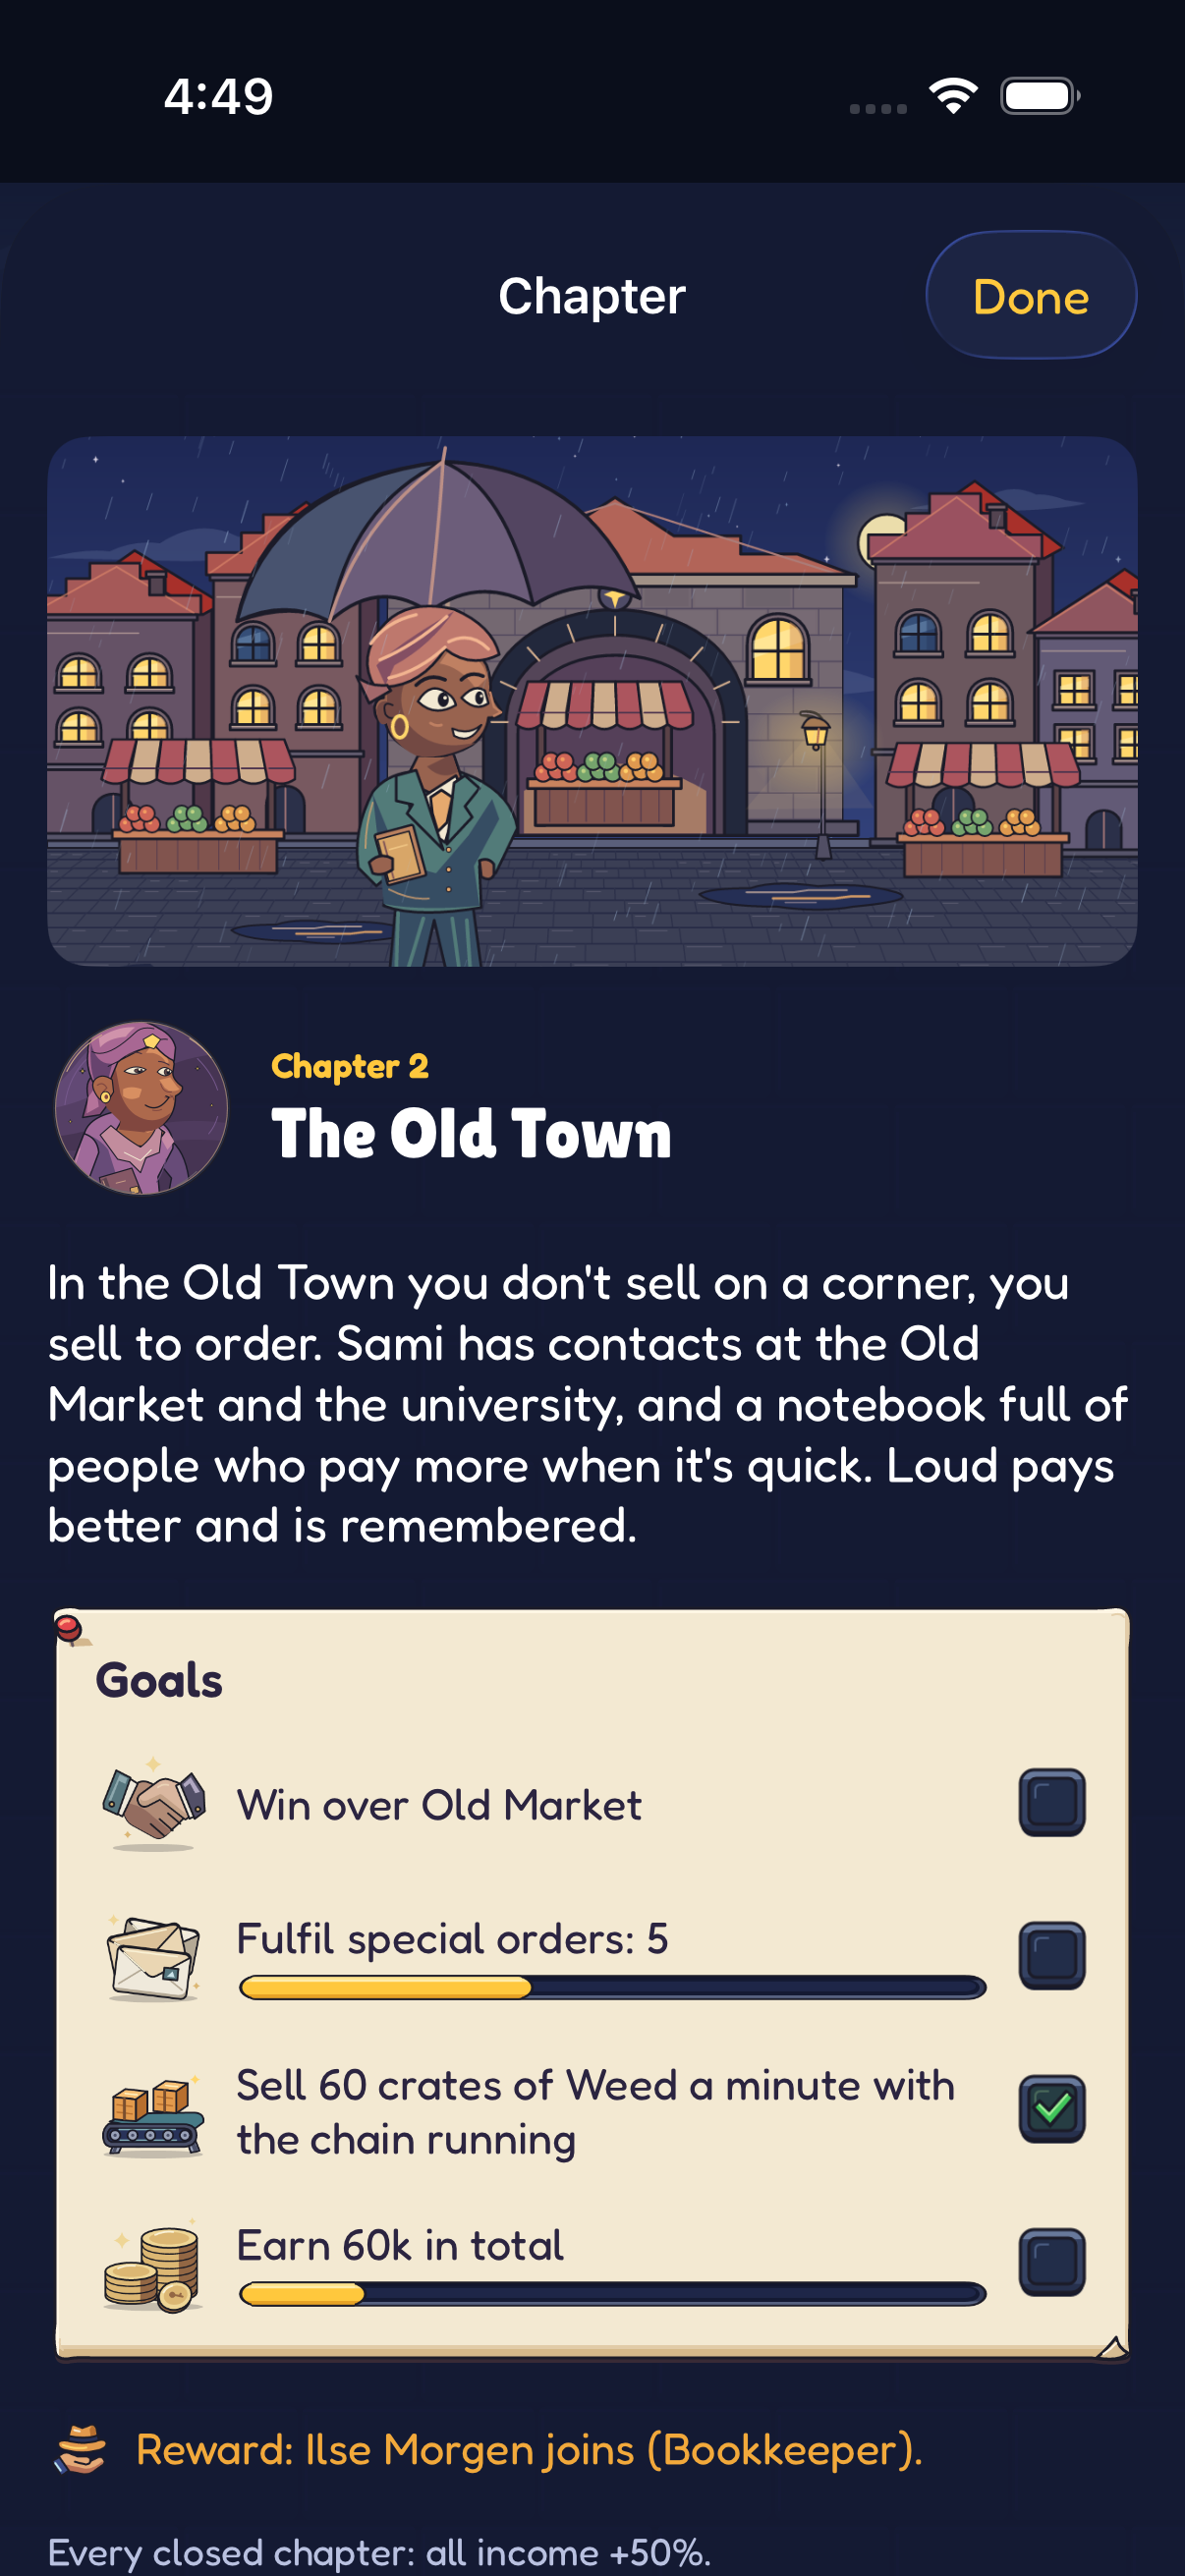 4:49
Chapter
Done
Chapter 2
The Old Town
In the Old Town you don't sell on a corner, you
sell to order. Sami has contacts at the Old
Market and the university, and a notebook full of
people who pay more when it's quick. Loud pays
better and is remembered.
Goals
Win over Old Market
Fulfil special orders: 5
Sell 60 crates of Weed a minute with
the chain running
Earn 60k in total
Reward: Ilse Morgen joins (Bookkeeper).
Every closed chapter: all income +50%.